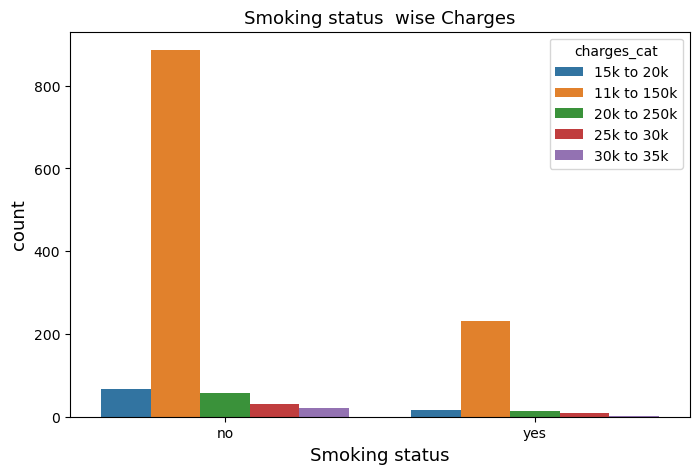 Smoking status  wise Charges
charges_cat
15k to 20k
11k to 150k
20k to 250k
25k to 30k
30k to 35k
count
800
600
400
200
0
no
yes
Smoking status